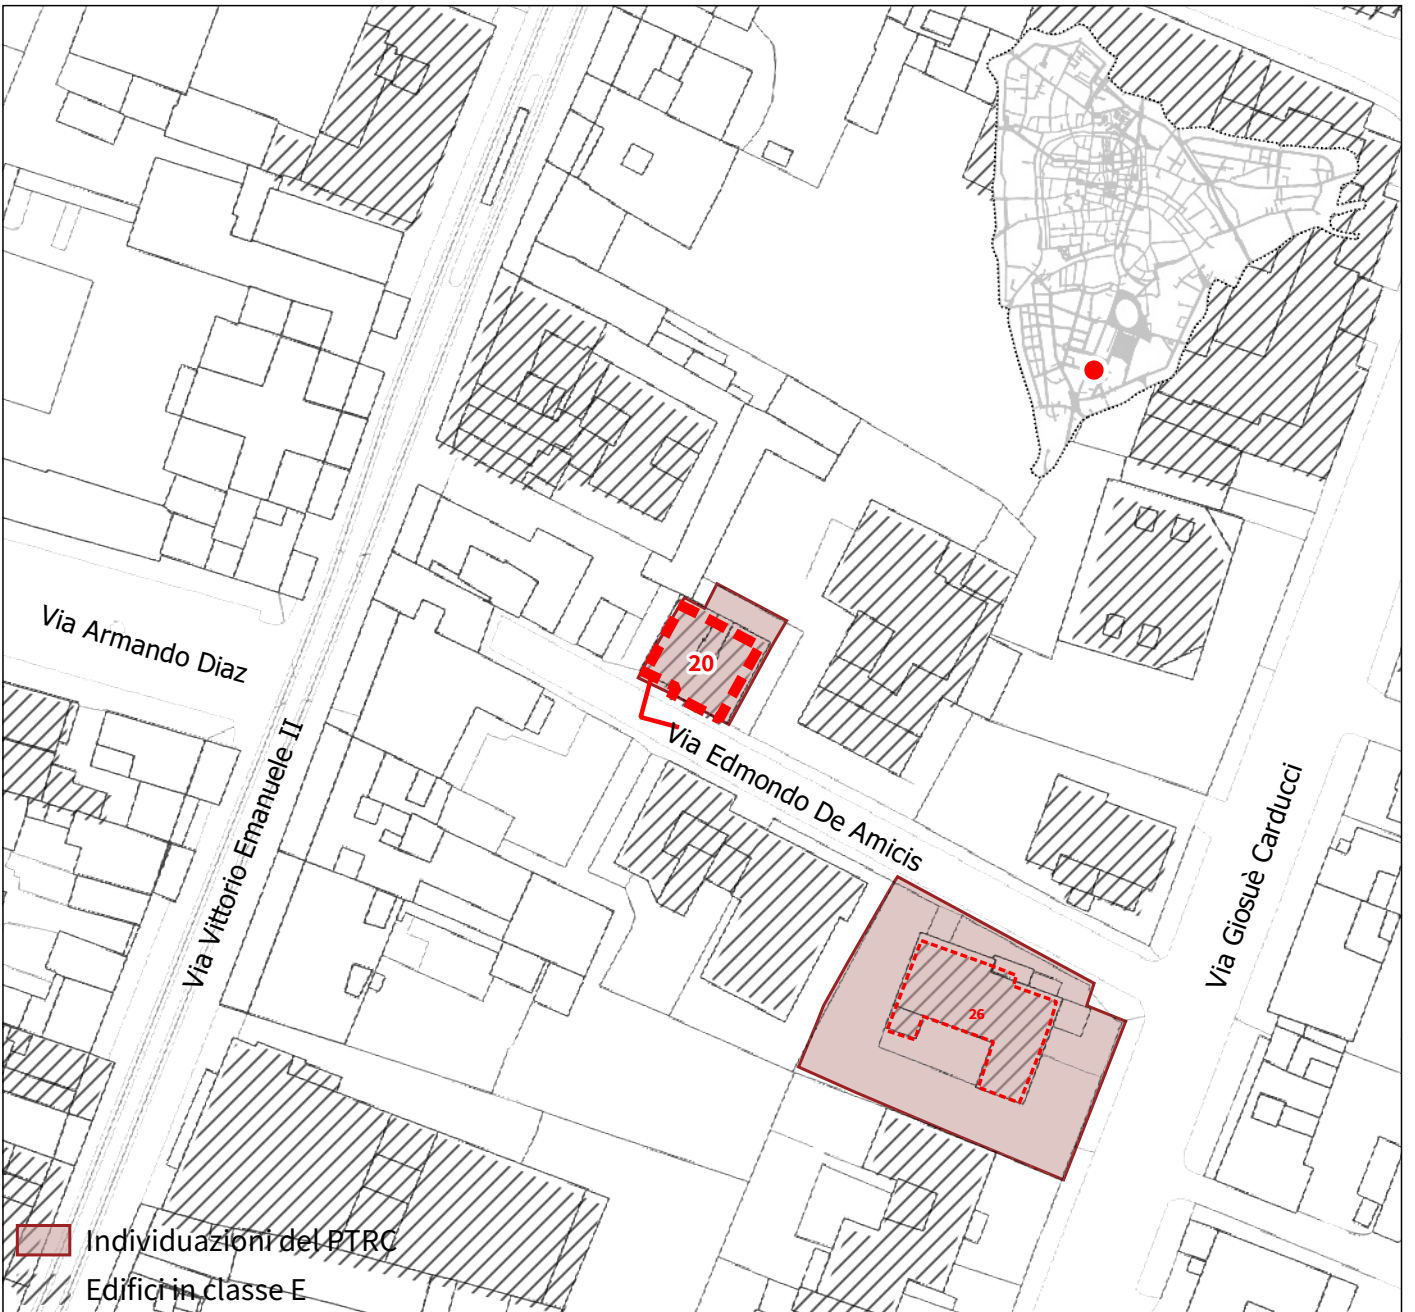 Via Armando Diaz
20
Via Edmondo De Amicis
Via Vittorio Emanuele II
Via Giosuè Carducci
26
Individuazioni del PTRC
Edifici in classe E